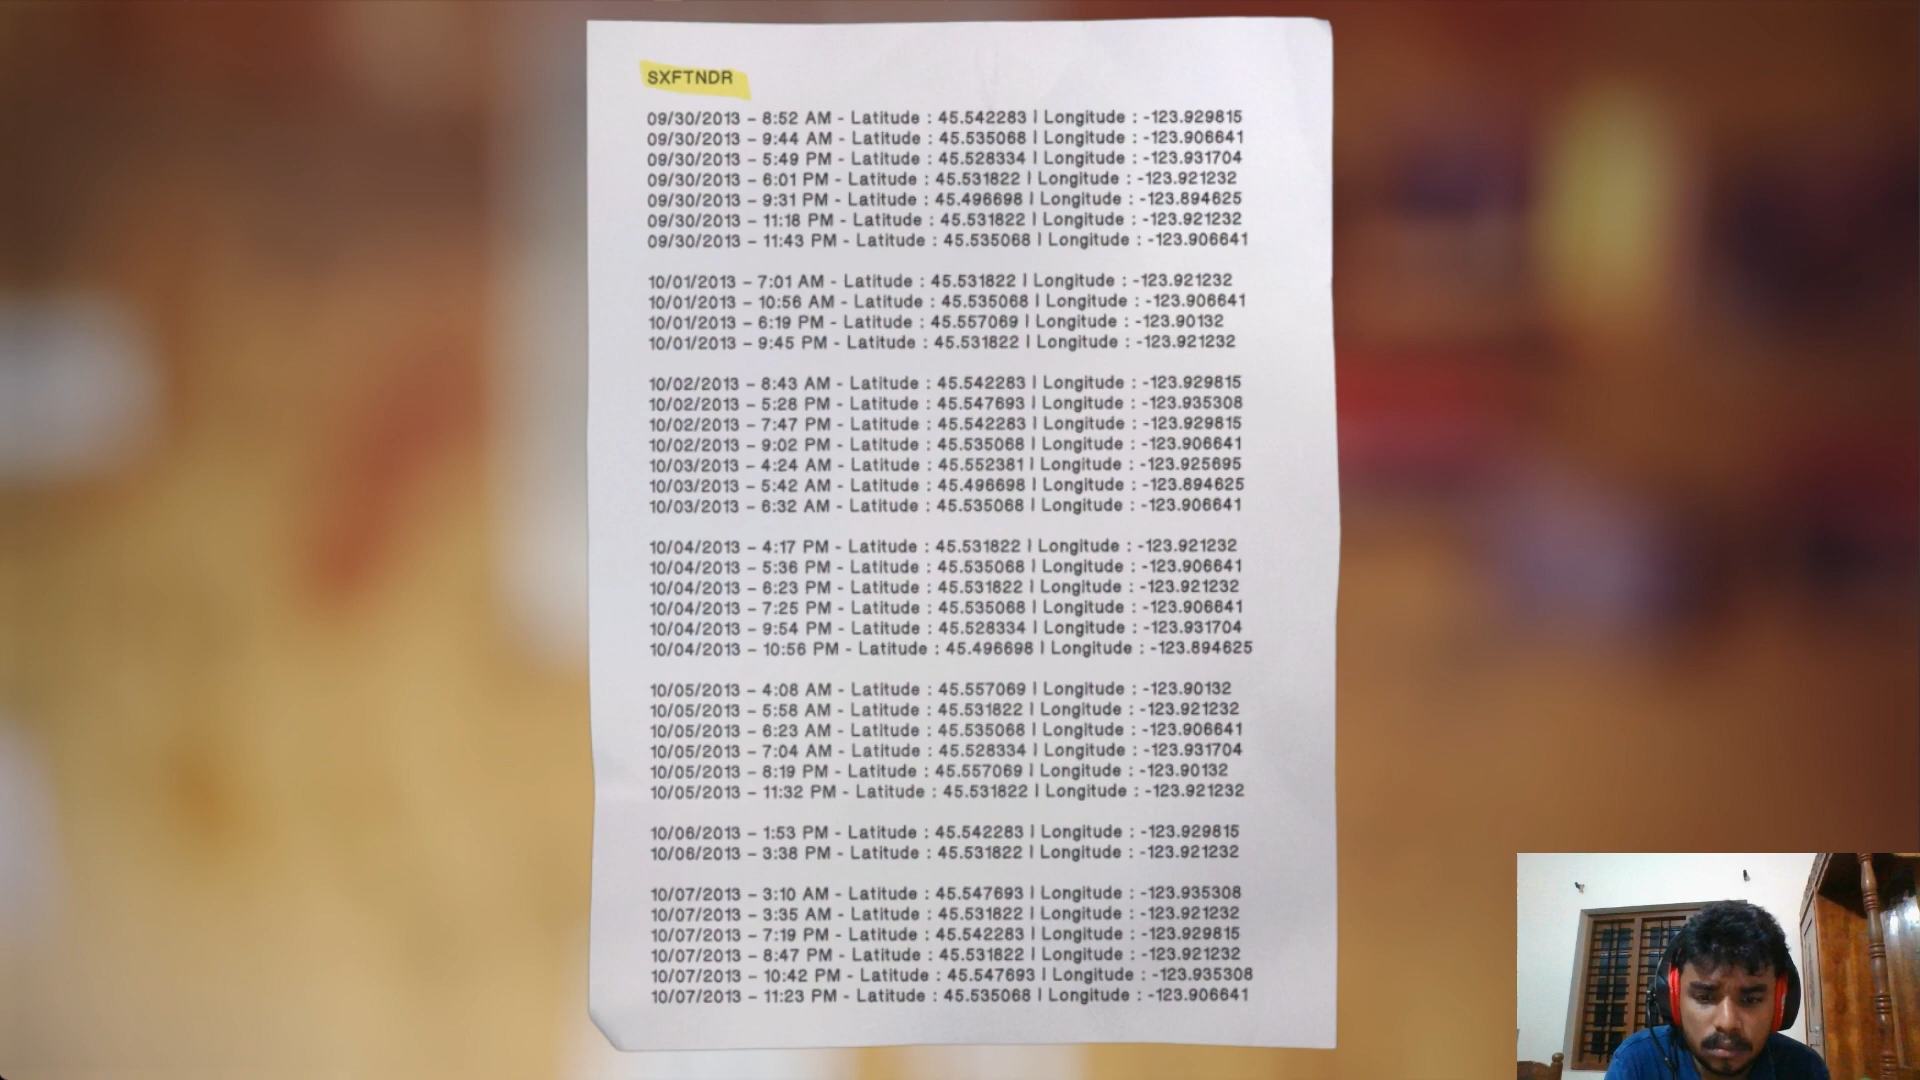 SXFTNDR
09/30/2013 – 8:52 AM - Latitude : 45.542283 | Longitude : -123.929815
09/30/2013 – 9:44 AM - Latitude : 45.535068 | Longitude : -123.906641
09/30/2013 – 5:49 PM - Latitude : 45.528334 | Longitude : -123.931704
09/30/2013 – 6:01 PM - Latitude : 45.531822 | Longitude : -123.921232
09/30/2013 – 9:31 PM - Latitude : 45.496698 | Longitude : -123.894625
09/30/2013 – 11:18 PM - Latitude : 45.531822 | Longitude : -123.921232
09/30/2013 – 11:43 PM - Latitude : 45.535068 | Longitude : -123.906641
10/01/2013 – 7:01 AM - Latitude : 45.531822 | Longitude : -123.921232
10/01/2013 – 10:56 AM - Latitude : 45.535068 | Longitude : -123.906641
10/01/2013 – 6:19 PM - Latitude : 45.557069 | Longitude : -123.90132
10/01/2013 – 9:45 PM - Latitude : 45.531822 | Longitude : -123.921232
10/02/2013 – 8:43 AM - Latitude : 45.542283 | Longitude : -123.929815
10/02/2013 – 5:28 PM - Latitude : 45.547693 | Longitude : -123.935308
10/02/2013 – 7:47 PM - Latitude : 45.542283 | Longitude : -123.929815
10/02/2013 – 9:02 PM - Latitude : 45.535068 | Longitude : -123.906641
10/03/2013 – 4:24 AM - Latitude : 45.552381 | Longitude : -123.925695
10/03/2013 – 5:42 AM - Latitude : 45.496698 | Longitude : -123.894625
10/03/2013 – 6:32 AM - Latitude : 45.535068 | Longitude : -123.906641
10/04/2013 – 4:17 PM - Latitude : 45.531822 | Longitude : -123.921232
10/04/2013 – 5:36 PM - Latitude : 45.535068 | Longitude : -123.906641
10/04/2013 – 6:23 PM - Latitude : 45.531822 | Longitude : -123.921232
10/04/2013 – 7:25 PM - Latitude : 45.535068 | Longitude : -123.906641
10/04/2013 – 9:54 PM - Latitude : 45.528334 | Longitude : -123.931704
10/04/2013 – 10:56 PM - Latitude : 45.496698 | Longitude : -123.894625
10/05/2013 – 4:08 AM - Latitude : 45.557069 | Longitude : -123.90132
10/05/2013 – 5:58 AM - Latitude : 45.531822 | Longitude : -123.921232
10/05/2013 – 6:23 AM - Latitude : 45.535068 | Longitude : -123.906641
10/05/2013 – 7:04 AM - Latitude : 45.528334 | Longitude : -123.931704
10/05/2013 – 8:19 PM - Latitude : 45.557069 | Longitude : -123.90132
10/05/2013 – 11:32 PM - Latitude : 45.531822 | Longitude : -123.921232
10/06/2013 – 1:53 PM - Latitude : 45.542283 | Longitude : -123.929815
10/06/2013 – 3:38 PM - Latitude : 45.531822 | Longitude : -123.921232
10/07/2013 – 3:10 AM - Latitude : 45.547693 | Longitude : -123.935308
10/07/2013 – 3:35 AM - Latitude : 45.531822 | Longitude : -123.921232
10/07/2013 – 7:19 PM - Latitude : 45.542283 | Longitude : -123.929815
10/07/2013 – 8:47 PM - Latitude : 45.531822 | Longitude : -123.921232
10/07/2013 – 10:42 PM - Latitude : 45.547693 | Longitude : -123.935308
10/07/2013 – 11:23 PM - Latitude : 45.535068 | Longitude : -123.906641